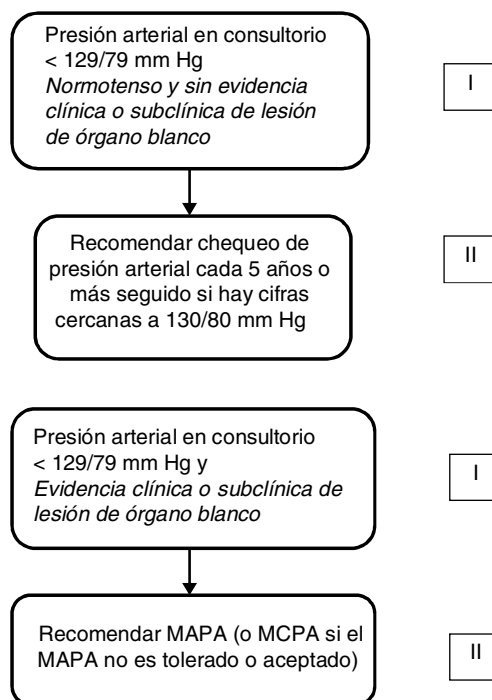 Presión arterial en consultorio
< 129/79 mm Hg
Normotenso y sin evidencia
clínica o subclínica de lesión
de órgano blanco
I
Recomendar chequeo de
presión arterial cada 5 años o
más seguido si hay cifras
cercanas a 130/80 mm Hg
II
Presión arterial en consultorio
< 129/79 mm Hg y
Evidencia clínica o subclínica de
lesión de órgano blanco
I
Recomendar MAPA (o MCPA si el
MAPA no es tolerado o aceptado)
II